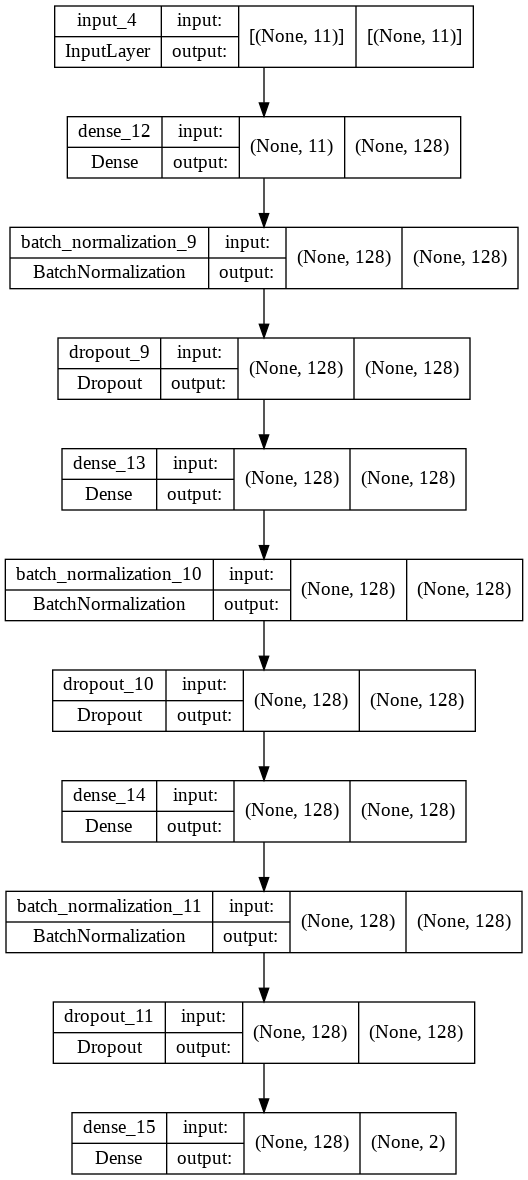 input_4 input: [(None, 11)] [(None, 11)]
InputLayer output:
dense_12 input: (None, 11) (None, 128)
Dense output:
batch_normalization_9 input: (None, 128) (None, 128)
BatchNormalization output:
dropout_9 input: (None, 128) (None, 128)
Dropout output:
dense_13 input: (None, 128) (None, 128)
Dense output:
batch_normalization_10 input: (None, 128) (None, 128)
BatchNormalization output:
dropout_10 input: (None, 128) (None, 128)
Dropout output:
dense_14 input: (None, 128) (None, 128)
Dense output:
batch_normalization_11 input: (None, 128) (None, 128)
BatchNormalization output:
dropout_11 input: (None, 128) (None, 128)
Dropout output:
dense_15 input: (None, 128) (None, 2)
Dense output: